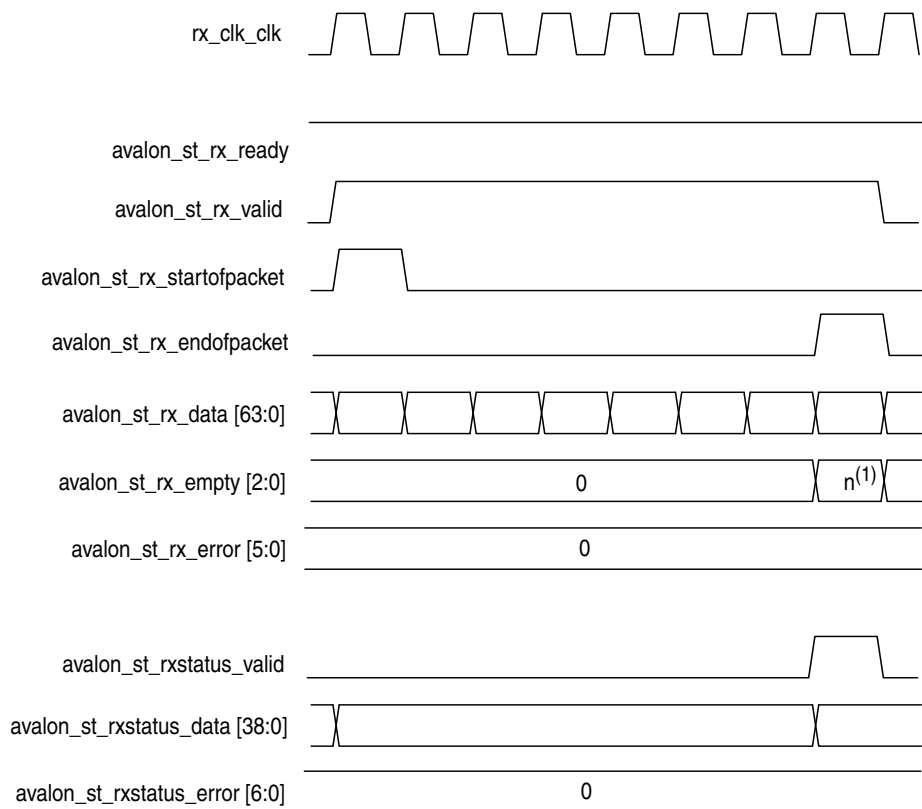 rx_clk_clk
avalon_st_rx_ready
avalon_st_rx_valid
avalon_st_rx_startofpacket
avalon_st_rx_endofpacket
avalon_st_rx_data [63:0]
avalon_st_rx_empty [2:0] 0 n(1)
avalon_st_rx_error [5:0] 0
avalon_st_rxstatus_valid
avalon_st_rxstatus_data [38:0]
avalon_st_rxstatus_error [6:0] 0